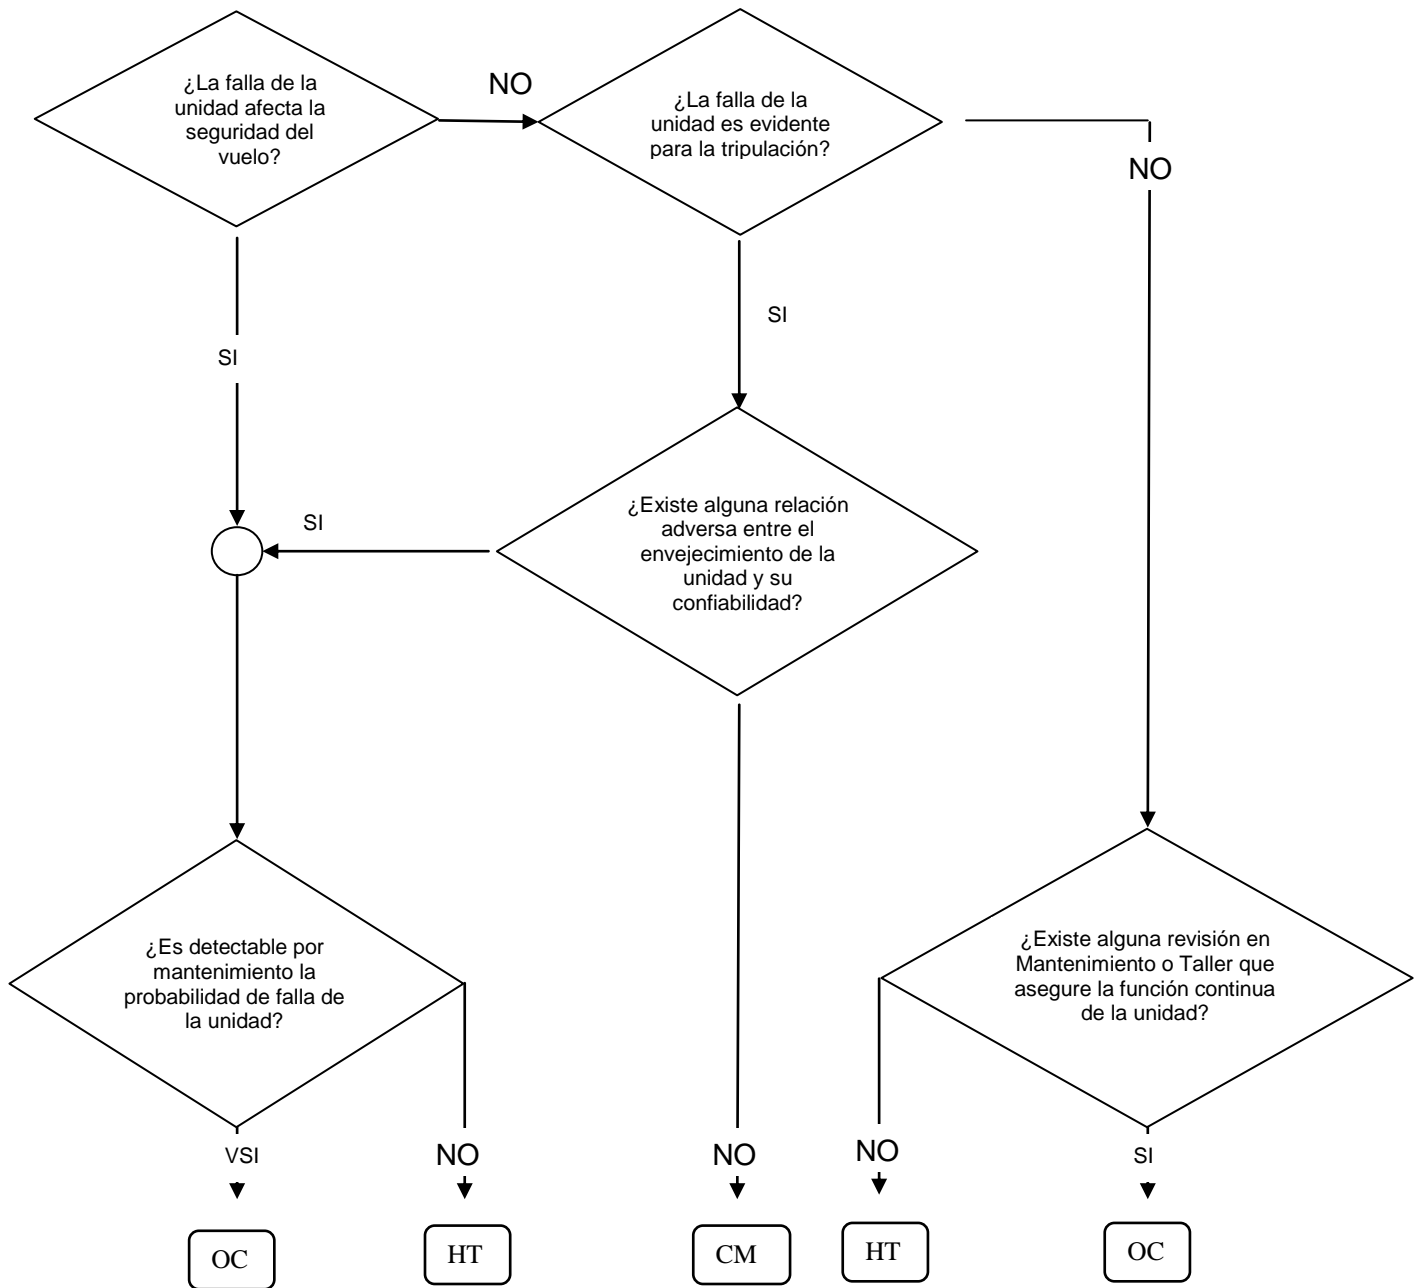 ¿La falla de la
unidad afecta la
seguridad del
vuelo?
NO
¿La falla de la
unidad es evidente
para la tripulación?
NO
SI
SI
¿Existe alguna relación
adversa entre el
envejecimiento de la
unidad y su
confiabilidad?
SI
¿Es detectable por
mantenimiento la
probabilidad de falla de
la unidad?
¿Existe alguna revisión en
Mantenimiento o Taller que
asegure la función continua
de la unidad?
VSI
NO
NO
NO
SI
OC
HT
CM
HT
OC